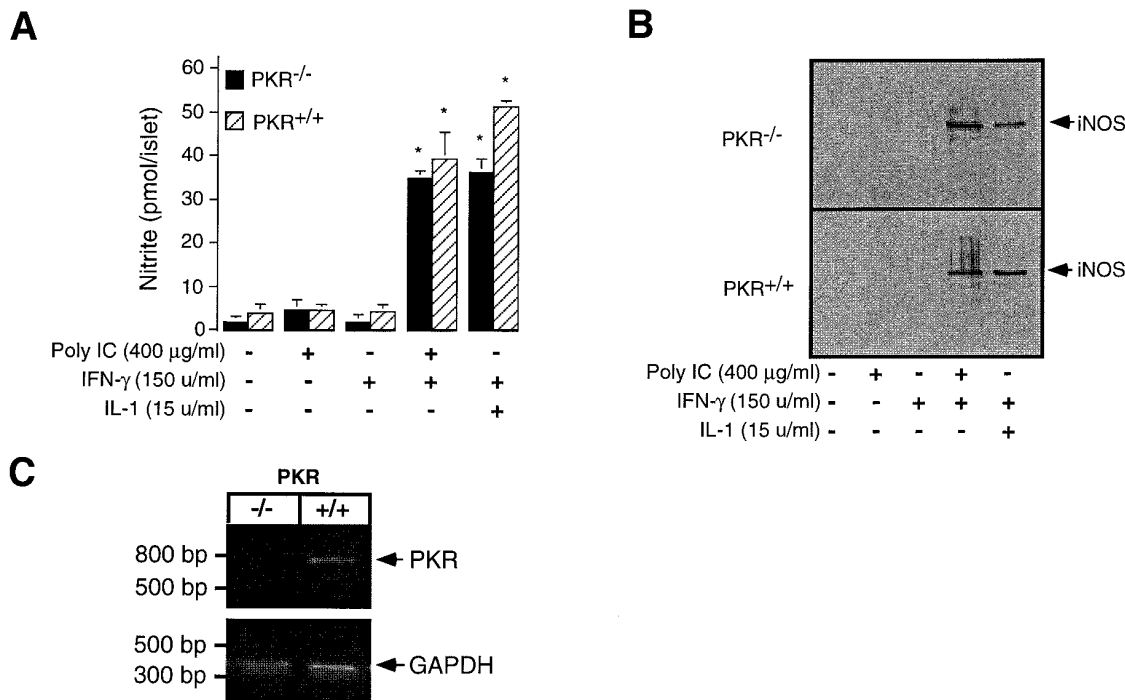 A
Nitrite (pmol/islet)
60
50
40
30
20
10
0
PKR-/-
PKR+/+
* * * *
Poly IC (400 µg/ml) - + - + -
IFN-γ (150 u/ml) - - + + +
IL-1 (15 u/ml) - - - - +
B
PKR-/-
iNOS
PKR+/+
iNOS
Poly IC (400 µg/ml) - + - + -
IFN-γ (150 u/ml) - - + + +
IL-1 (15 u/ml) - - - - +
C
PKR
-/- +/+
800 bp
PKR
500 bp
500 bp
GAPDH
300 bp